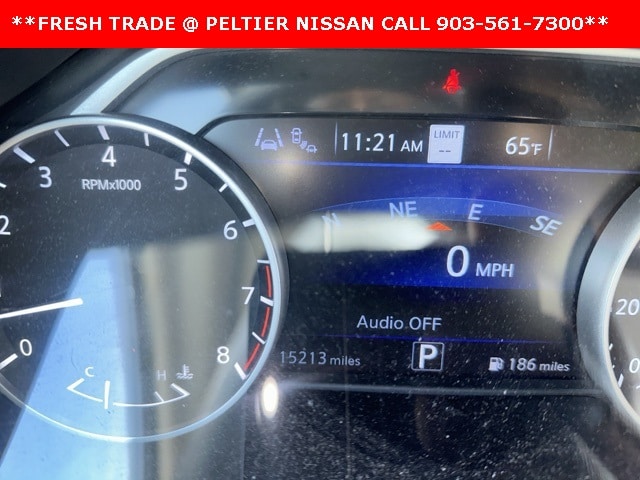 **FRESH TRADE @ PELTIER NISSAN CALL 903-561-7300**
11:21 AM
LIMIT
--
65°F
NE
E
SE
0 MPH
Audio OFF
15213 miles
P
186 miles
RPMx1000
0
2
3
4
5
6
7
8
C
H
20
0